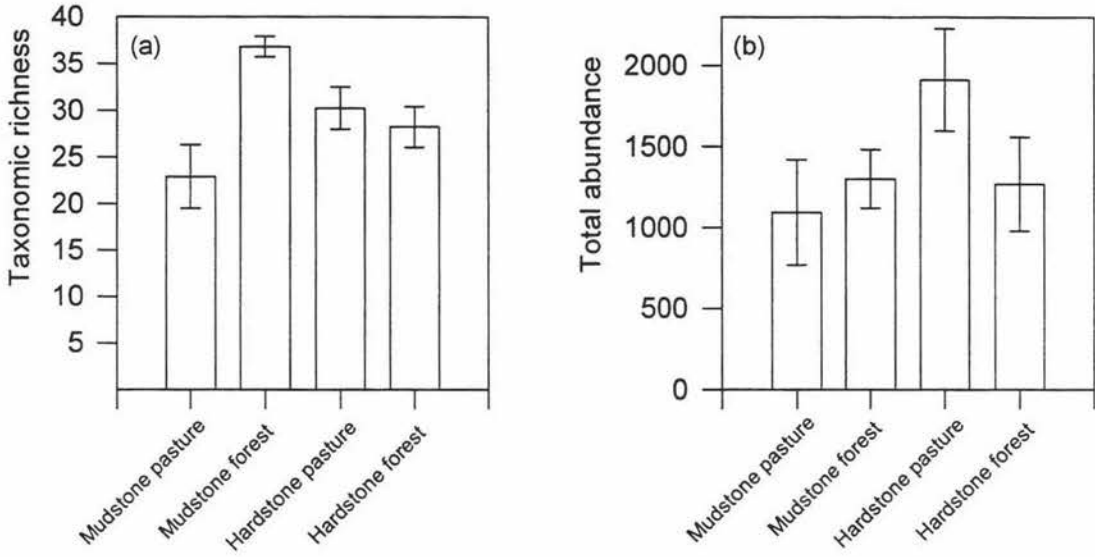 (a)
Taxonomic richness
40
35
30
25
20
15
10
5
Mudstone pasture
Mudstone forest
Hardstone pasture
Hardstone forest
(b)
Total abundance
2000
1500
1000
500
0
Mudstone pasture
Mudstone forest
Hardstone pasture
Hardstone forest